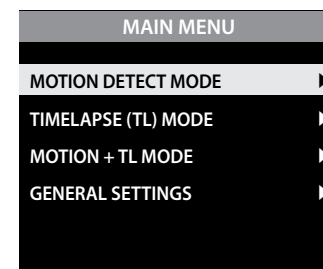 MAIN MENU
MOTION DETECT MODE
TIMELAPSE (TL) MODE
MOTION + TL MODE
GENERAL SETTINGS